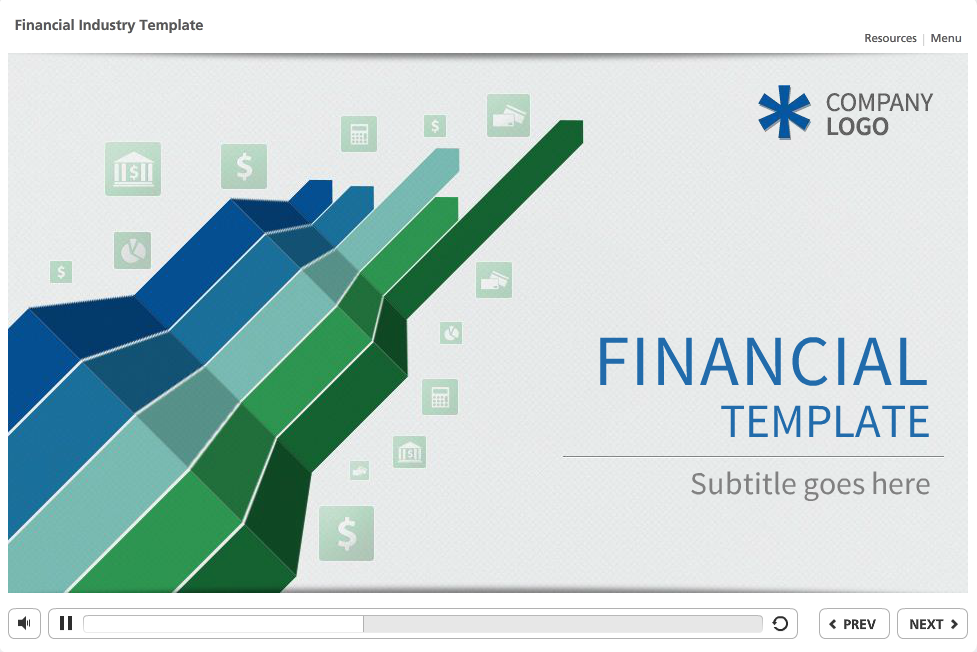 Financial Industry Template
Resources | Menu
COMPANY
LOGO
$
$
$
$
FINANCIAL
TEMPLATE
Subtitle goes here
$
$
PREV
NEXT